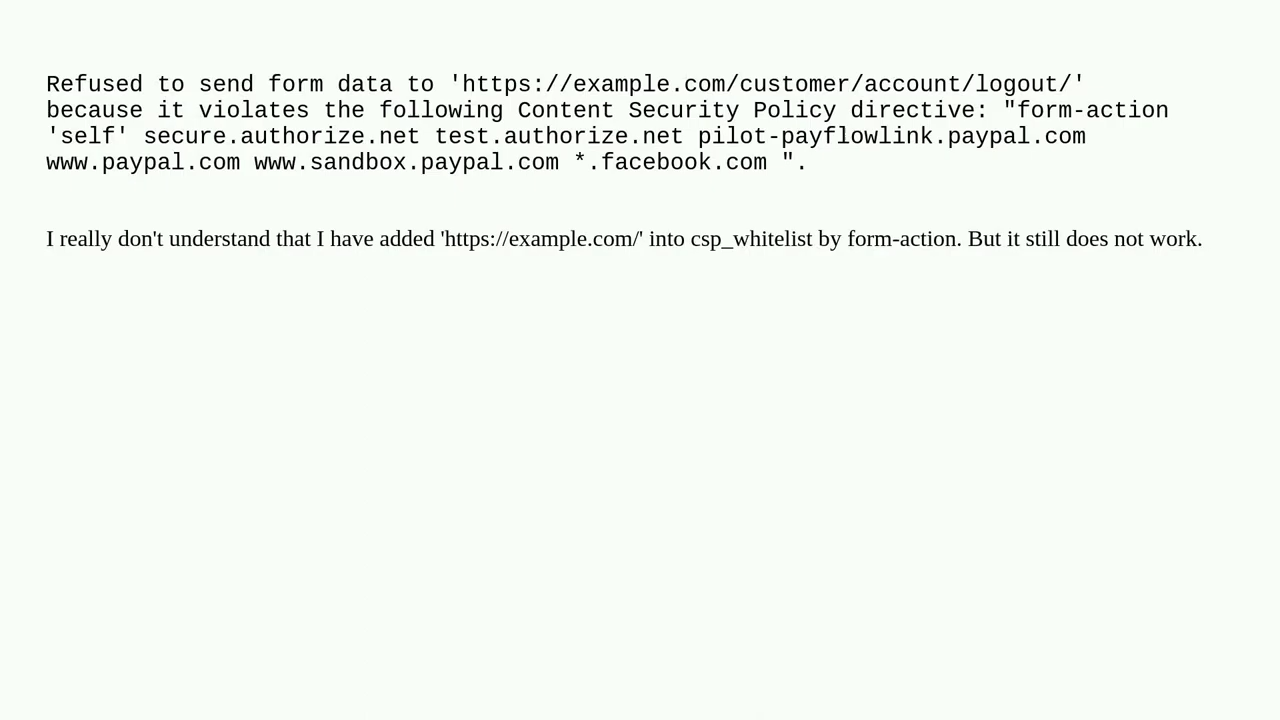 Refused to send form data to 'https://example.com/customer/account/logout/'
because it violates the following Content Security Policy directive: "form-action
'self' secure.authorize.net test.authorize.net pilot-payflowlink.paypal.com
www.paypal.com www.sandbox.paypal.com *.facebook.com ".
I really don't understand that I have added 'https://example.com/' into csp_whitelist by form-action. But it still does not work.